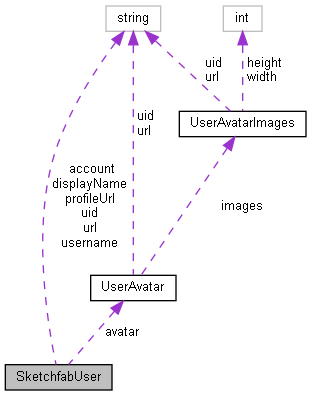 string
int
uid
url
height
width
uid
url
UserAvatarImages
account
displayName
profileUrl
uid
url
username
images
UserAvatar
avatar
SketchfabUser